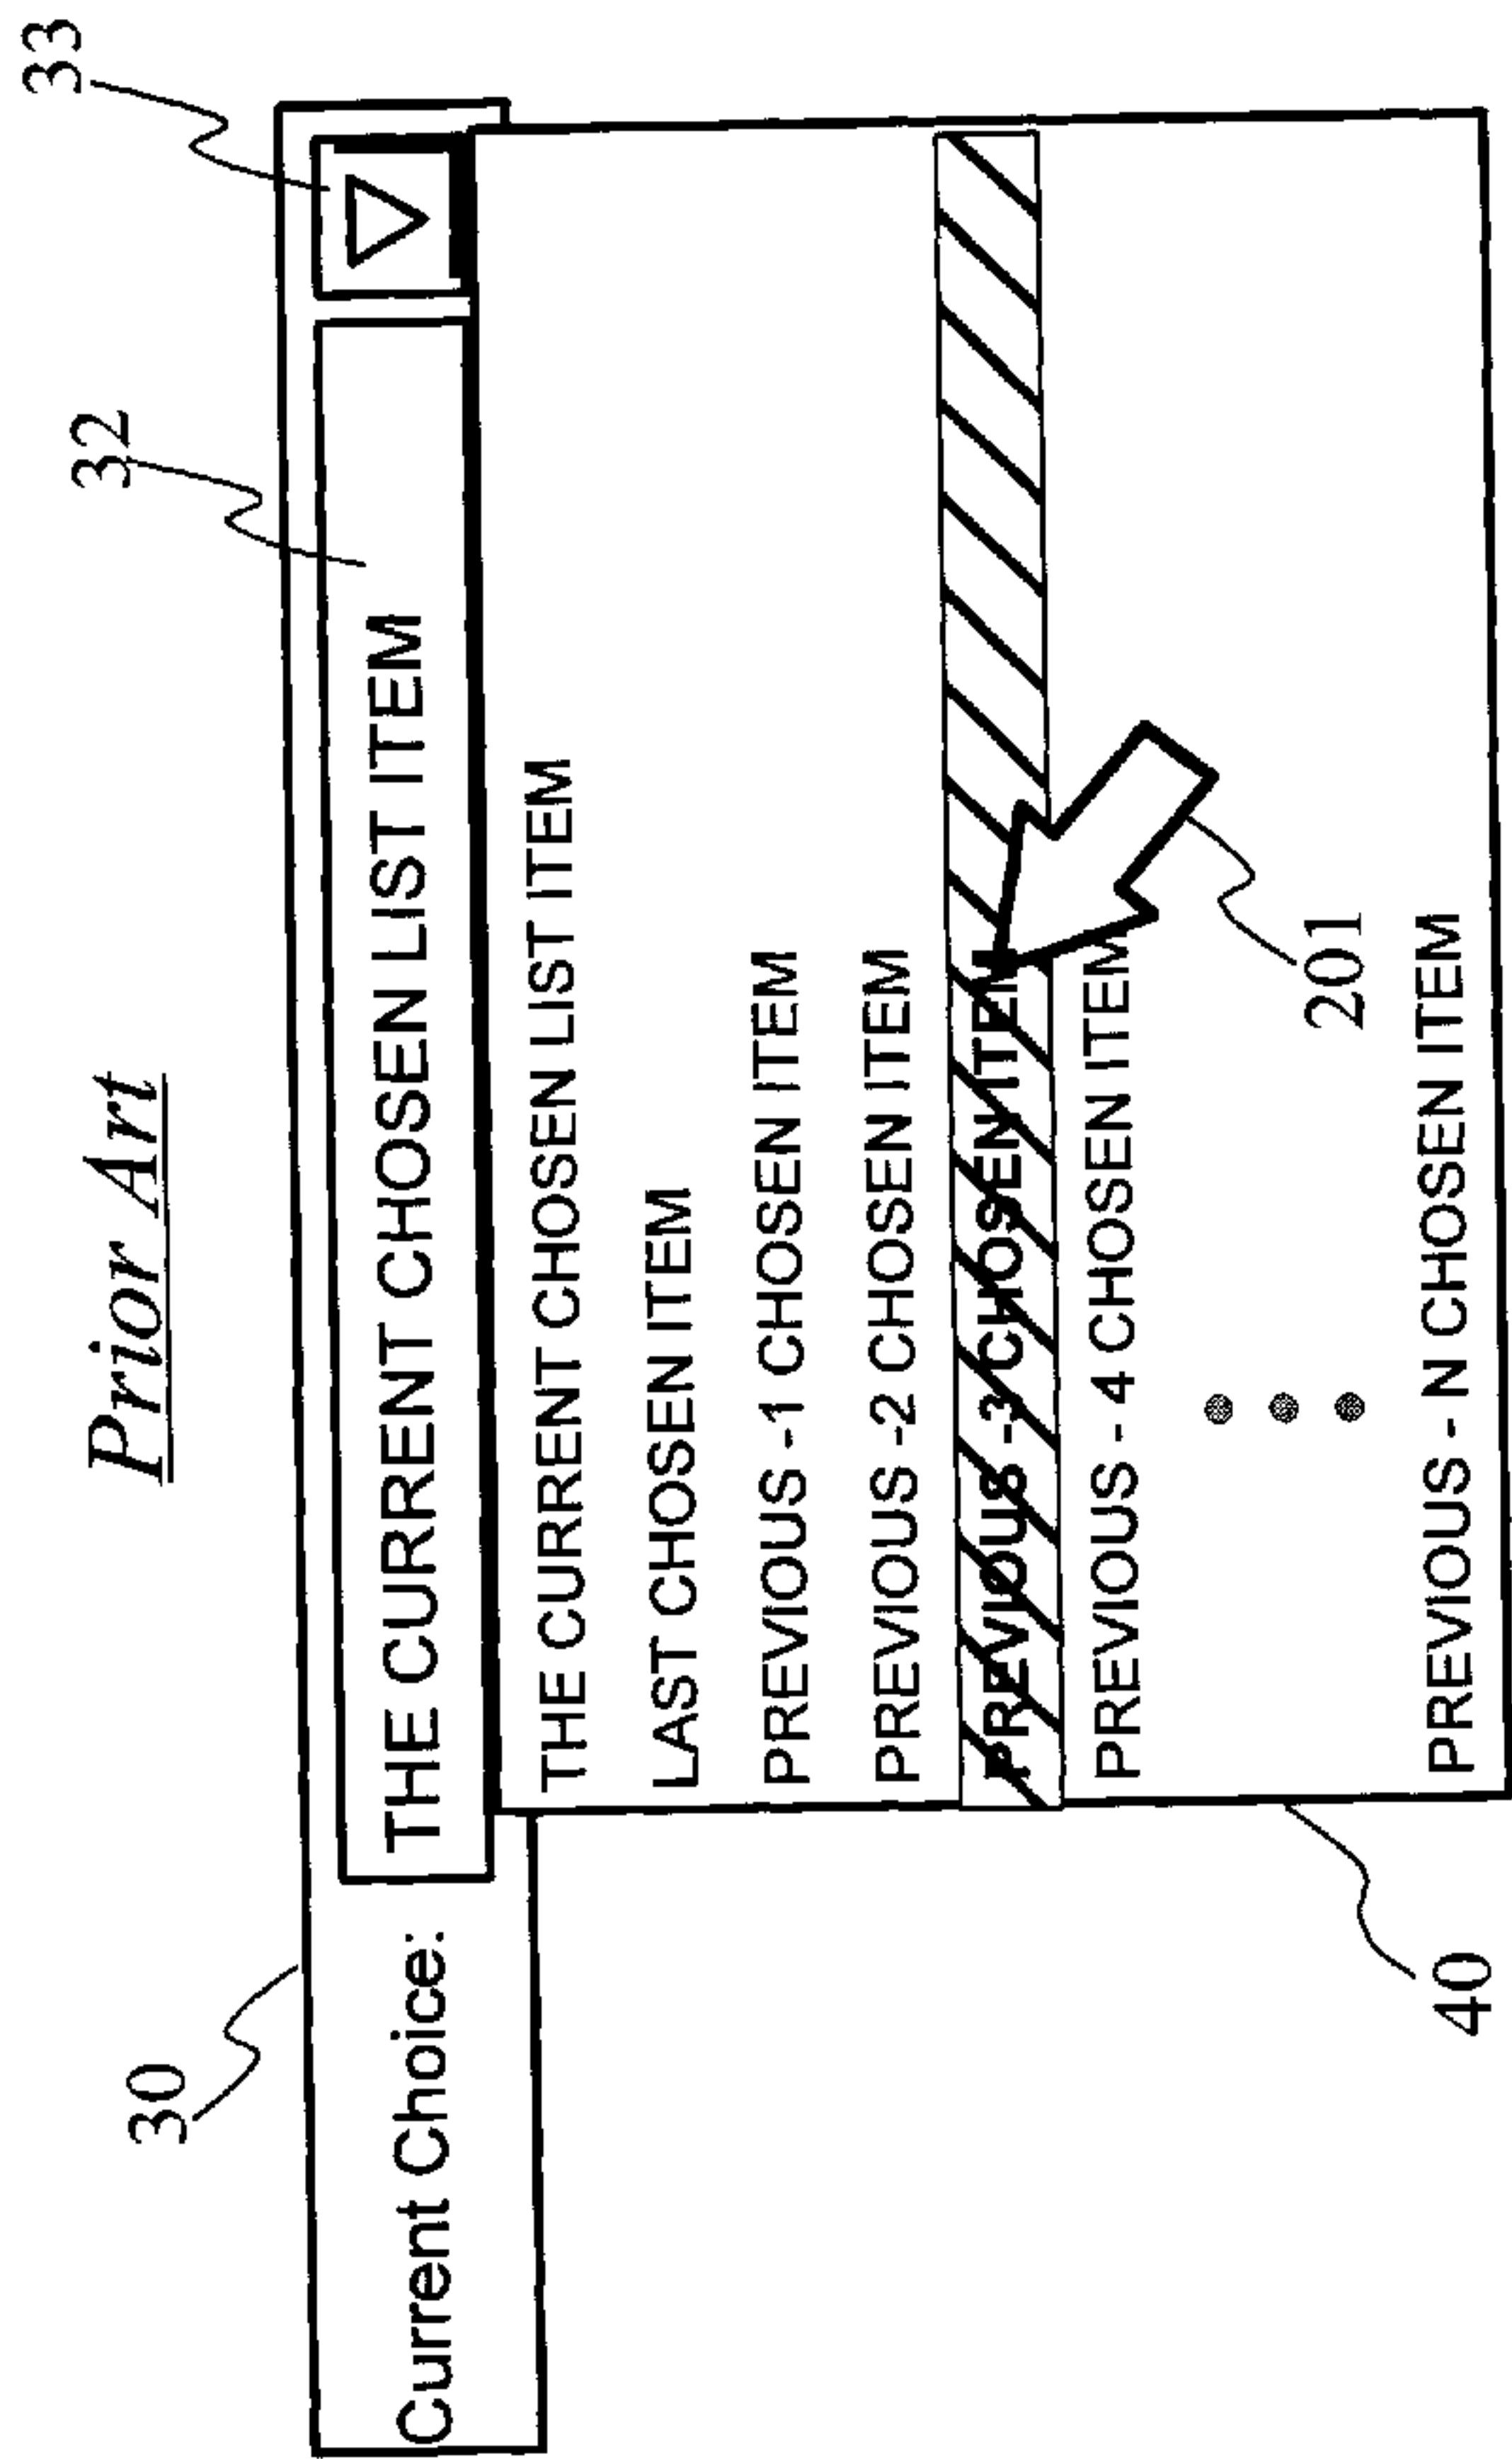 Prior Art
33
32
30
Current Choice: THE CURRENT CHOSEN LIST ITEM
THE CURRENT CHOSEN LIST ITEM
LAST CHOSEN ITEM
PREVIOUS -1 CHOSEN ITEM
PREVIOUS -2 CHOSEN ITEM
PREVIOUS -3 CHOSEN ITEM
PREVIOUS - 4 CHOSEN ITEM
201
PREVIOUS - N CHOSEN ITEM
40